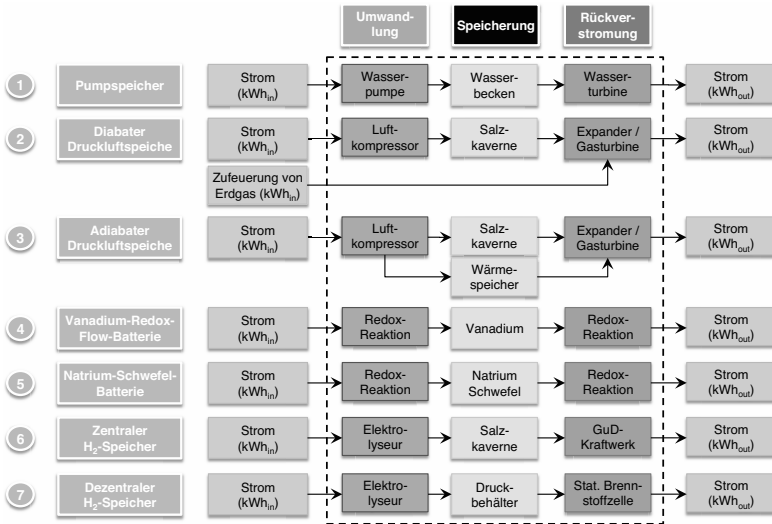 Umwand-
lung
Speicherung
Rückver-
stromung
1
Pumpspeicher
Strom
(kWhin)
Wasser-
pumpe
Wasser-
becken
Wasser-
turbine
Strom
(kWhout)
2
Diabater
Druckluftspeiche
Strom
(kWhin)
Luft-
kompressor
Salz-
kaverne
Expander /
Gasturbine
Strom
(kWhout)
Zufeuerung von
Erdgas (kWhin)
3
Adiabater
Druckluftspeiche
Strom
(kWhin)
Luft-
kompressor
Salz-
kaverne
Expander /
Gasturbine
Strom
(kWhout)
Wärme-
speicher
4
Vanadium-Redox-
Flow-Batterie
Strom
(kWhin)
Redox-
Reaktion
Vanadium
Redox-
Reaktion
Strom
(kWhout)
5
Natrium-Schwefel-
Batterie
Strom
(kWhin)
Redox-
Reaktion
Natrium
Schwefel
Redox-
Reaktion
Strom
(kWhout)
6
Zentraler
H2-Speicher
Strom
(kWhin)
Elektro-
lyseur
Salz-
kaverne
GuD-
Kraftwerk
Strom
(kWhout)
7
Dezentraler
H2-Speicher
Strom
(kWhin)
Elektro-
lyseur
Druck-
behälter
Stat. Brenn-
stoffzelle
Strom
(kWhout)